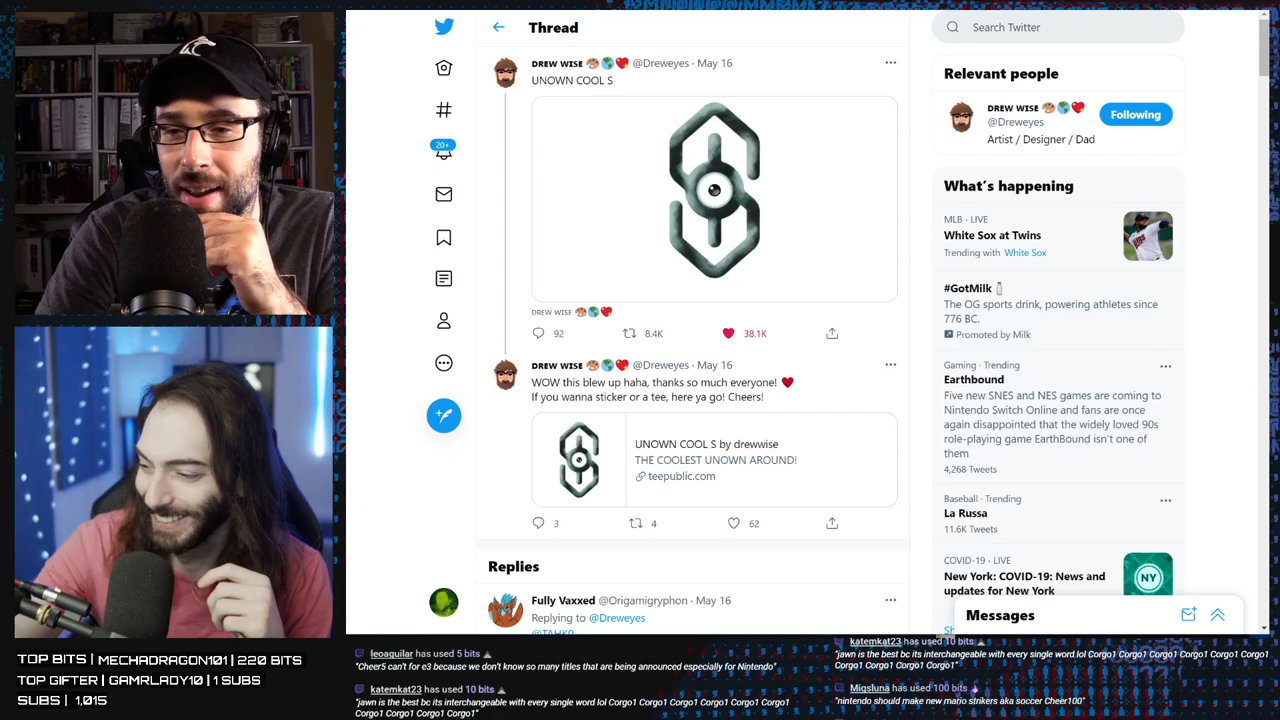 Thread
Search Twitter
DREW WISE 🎨🌎💖 @Dreweyes · May 16
UNOWN COOL S
DREW WISE 🎨🌎💖
92 8.4K 38.1K
DREW WISE 🎨🌎💖 @Dreweyes · May 16
WOW this blew up haha, thanks so much everyone! ♥
If you wanna sticker or a tee, here ya go! Cheers!
UNOWN COOL S by drewwise
THE COOLEST UNOWN AROUND!
teepublic.com
3 4 62
Replies
Fully Vaxxed @Origamigryphon · May 16
Replying to @Dreweyes
@TAHK0
20+
Relevant people
DREW WISE 🎨🌎💖
@Dreweyes
Following
Artist / Designer / Dad
What's happening
MLB · LIVE
White Sox at Twins
Trending with White Sox
#GotMilk
The OG sports drink, powering athletes since
776 BC.
Promoted by Milk
Gaming · Trending
Earthbound
Five new SNES and NES games are coming to
Nintendo Switch Online and fans are once
again disappointed that the widely loved 90s
role-playing game EarthBound isn't one of
them
4,268 Tweets
Baseball · Trending
La Russa
11.6K Tweets
COVID-19 · LIVE
New York: COVID-19: News and
updates for New York
NY
Messages
TOP BITS | MECHADRAGON101 | 220 BITS
TOP GIFTER | GAMRLADY10 | 1 SUBS
SUBS | 1,015
leoaguilar has used 5 bits
"Cheer5 can't for e3 because we don't know so many titles that are being announced especially for Nintendo"
katemkat23 has used 10 bits
"jawn is the best bc its interchangeable with every single word lol Corgo1 Corgo1 Corgo1 Corgo1 Corgo1
Corgo1 Corgo1 Corgo1 Corgo1 Corgo1"
katemkat23 has used 10 bits
"jawn is the best bc its interchangeable with every single word lol Corgo1 Corgo1 Corgo1 Corgo1 Corgo1
Corgo1 Corgo1 Corgo1 Corgo1 Corgo1"
Migsluna has used 100 bits
"nintendo should make new mario strikers aka soccer Cheer100"